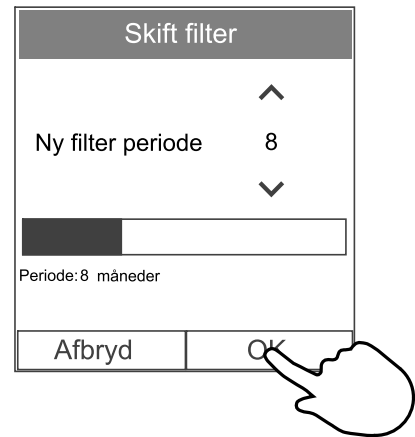 Skift filter
Ny filter periode 8
Periode: 8 måneder
Afbryd OK